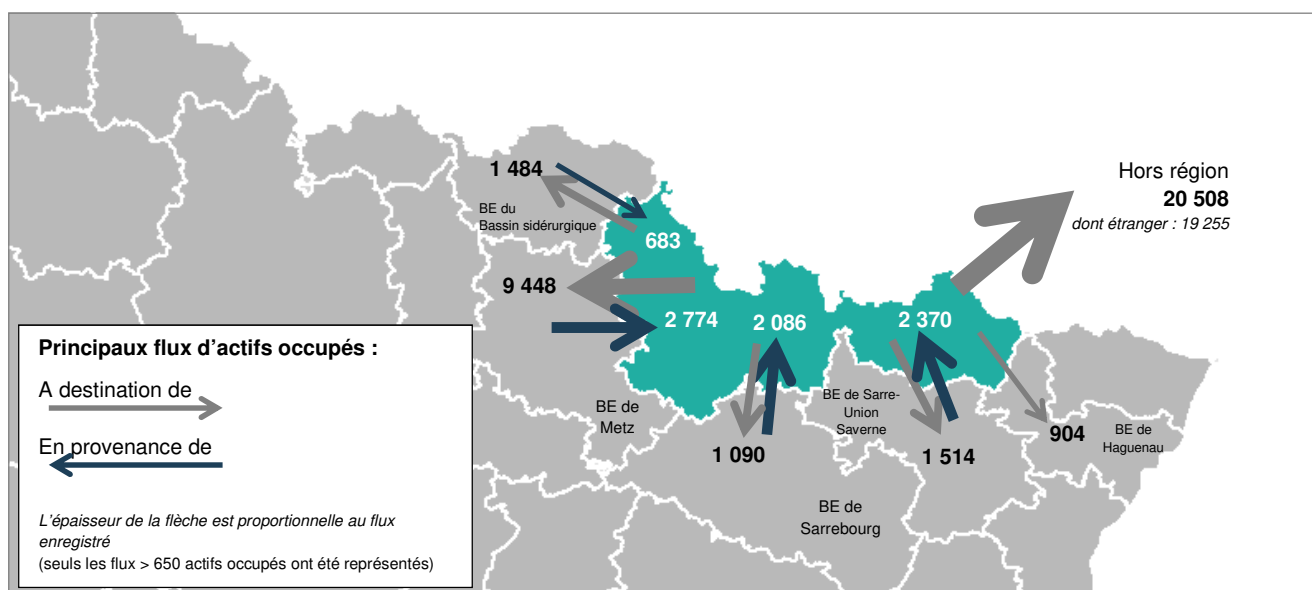 Hors région
20 508
dont étranger : 19 255
1 484
BE du
Bassin sidérurgique
683
9 448
2 774
2 086
2 370
Principaux flux d'actifs occupés :
A destination de
En provenance de
L'épaisseur de la flèche est proportionnelle au flux
enregistré
(seuls les flux > 650 actifs occupés ont été représentés)
BE de
Metz
BE de Sarre-
Union
Saverne
1 090
1 514
904
BE de
Haguenau
BE de
Sarrebourg